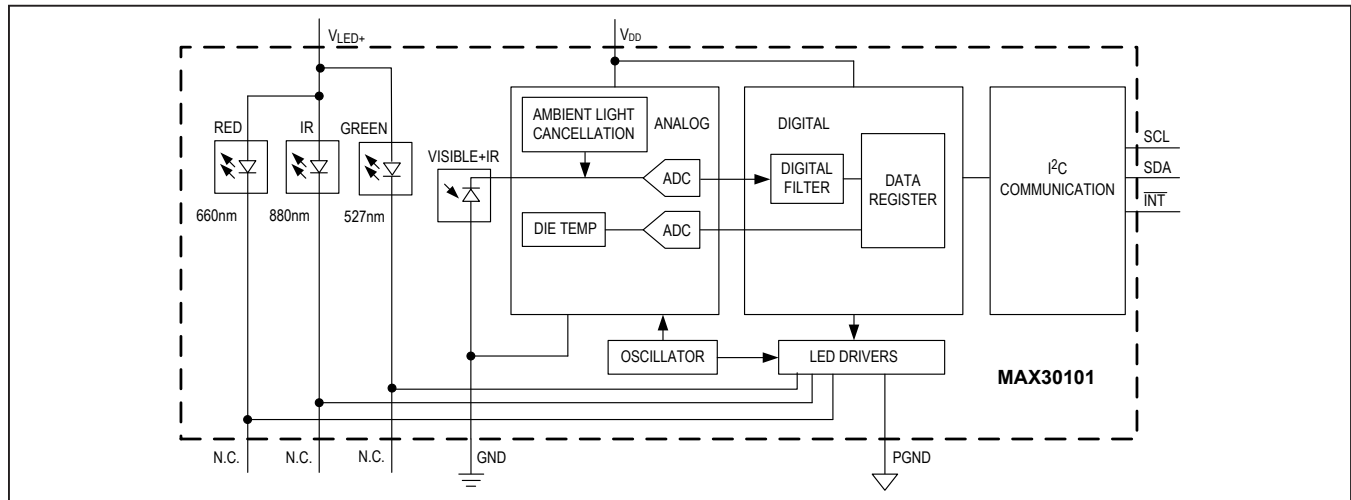 VLED+
VDD
RED
IR
GREEN
660nm
880nm
527nm
VISIBLE+IR
AMBIENT LIGHT
CANCELLATION
ANALOG
ADC
DIE TEMP
ADC
DIGITAL
DIGITAL
FILTER
DATA
REGISTER
I2C
COMMUNICATION
SCL
SDA
INT
OSCILLATOR
LED DRIVERS
MAX30101
N.C.
N.C.
N.C.
GND
PGND